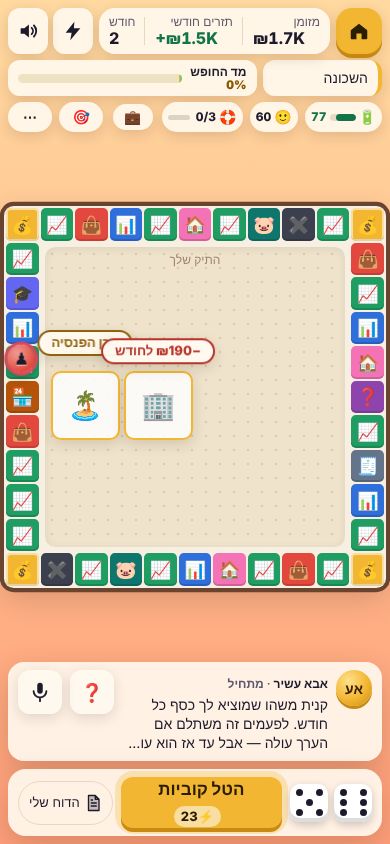 מזומן
₪1.7K
תזרים חודשי
+₪1.5K
חודש
2
השכונה
מד החופש
0%
77
60
0/3
...
התיק שלך
הפנסיה
−₪190 לחודש
אבא עשיר · מתחיל
קנית משהו שמוציא לך כסף כל
חודש. לפעמים זה משתלם אם
הערך עולה — אבל עד אז הוא עו...
אע
הטל קוביות
23
הדוח שלי